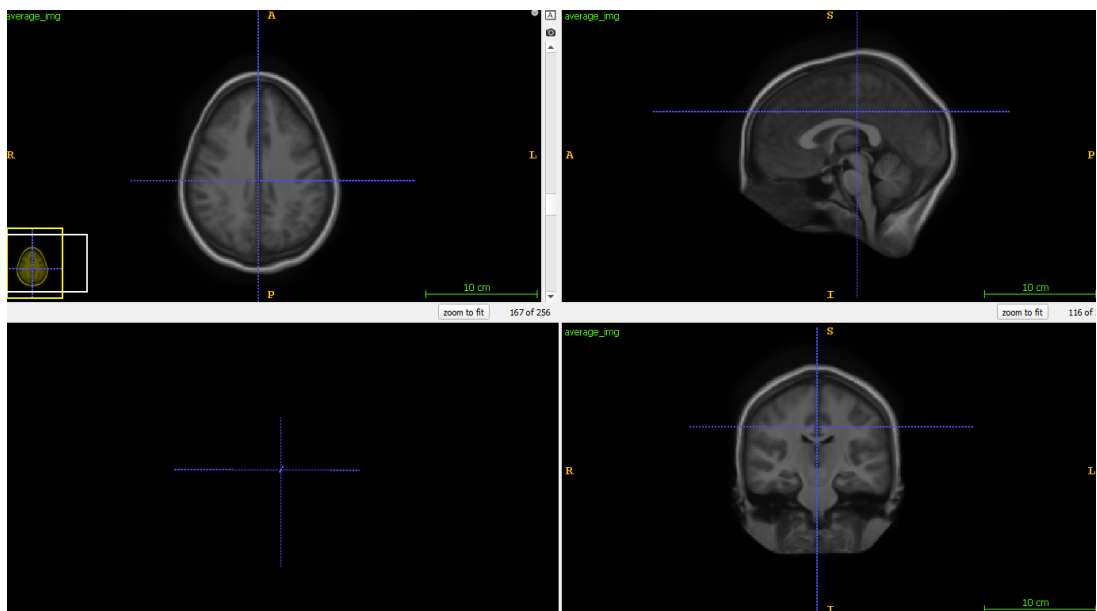 average_img
A
A
R
L
P
10 cm
zoom to fit
167 of 256
average_img
S
A
P
I
10 cm
zoom to fit
116 of
average_img
S
R
L
I
10 cm